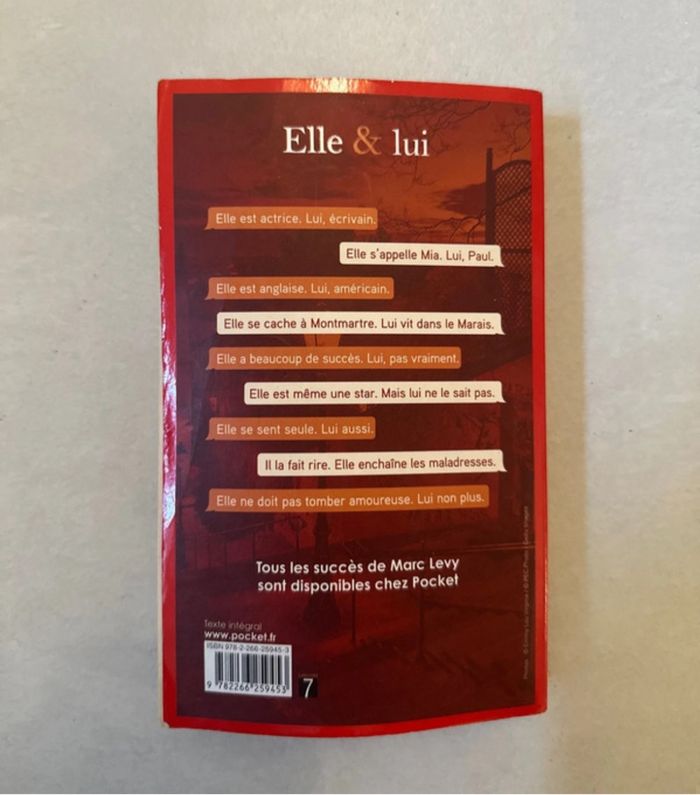 Elle & lui
Elle est actrice. Lui, écrivain.
Elle s'appelle Mia. Lui, Paul.
Elle est anglaise. Lui, américain.
Elle se cache à Montmartre. Lui vit dans le Marais.
Elle a beaucoup de succès. Lui, pas vraiment.
Elle est même une star. Mais lui ne le sait pas.
Elle se sent seule. Lui aussi.
Il la fait rire. Elle enchaîne les maladresses.
Elle ne doit pas tomber amoureuse. Lui non plus.
Tous les succès de Marc Levy
sont disponibles chez Pocket
Texte intégral
www.pocket.fr
ISBN 978-2-266-25945-3
9 782266 259453
7